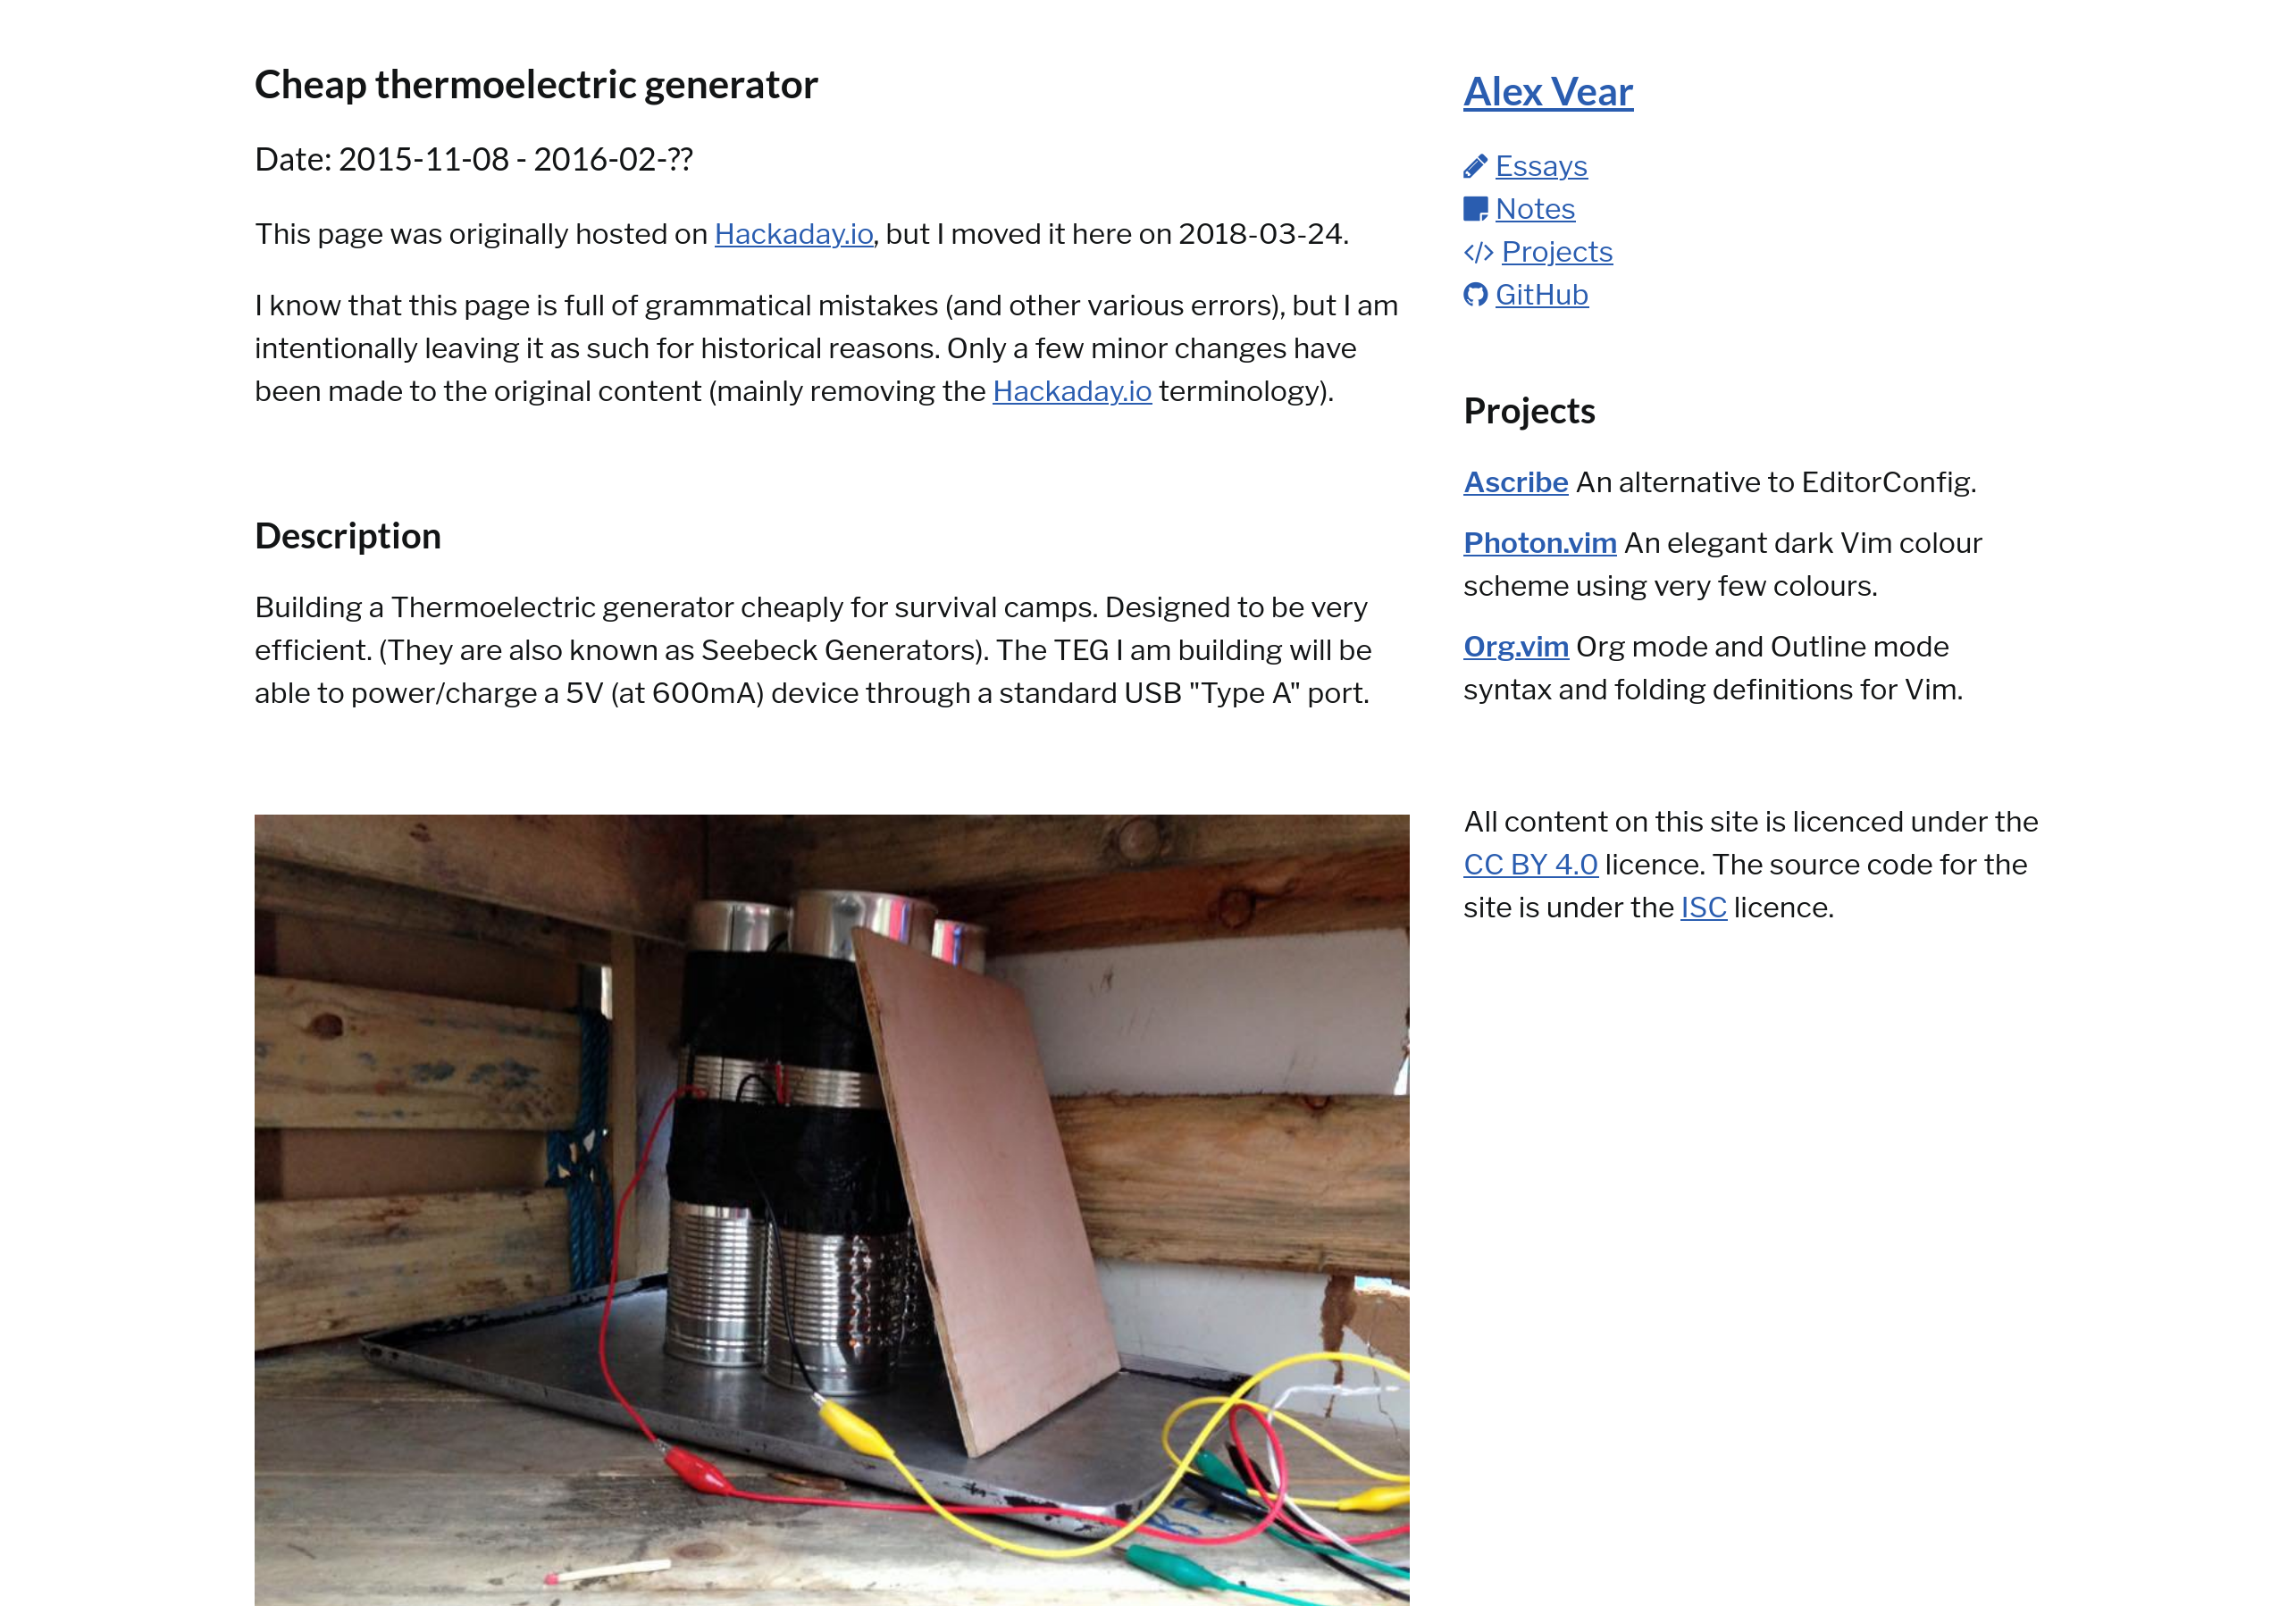 Cheap thermoelectric generator
Date: 2015-11-08 - 2016-02-??
This page was originally hosted on Hackaday.io, but I moved it here on 2018-03-24.
I know that this page is full of grammatical mistakes (and other various errors), but I am
intentionally leaving it as such for historical reasons. Only a few minor changes have
been made to the original content (mainly removing the Hackaday.io terminology).
Description
Building a Thermoelectric generator cheaply for survival camps. Designed to be very
efficient. (They are also known as Seebeck Generators). The TEG I am building will be
able to power/charge a 5V (at 600mA) device through a standard USB "Type A" port.
Alex Vear
Essays
Notes
Projects
GitHub
Projects
Ascribe An alternative to EditorConfig.
Photon.vim An elegant dark Vim colour
scheme using very few colours.
Org.vim Org mode and Outline mode
syntax and folding definitions for Vim.
All content on this site is licenced under the
CC BY 4.0 licence. The source code for the
site is under the ISC licence.